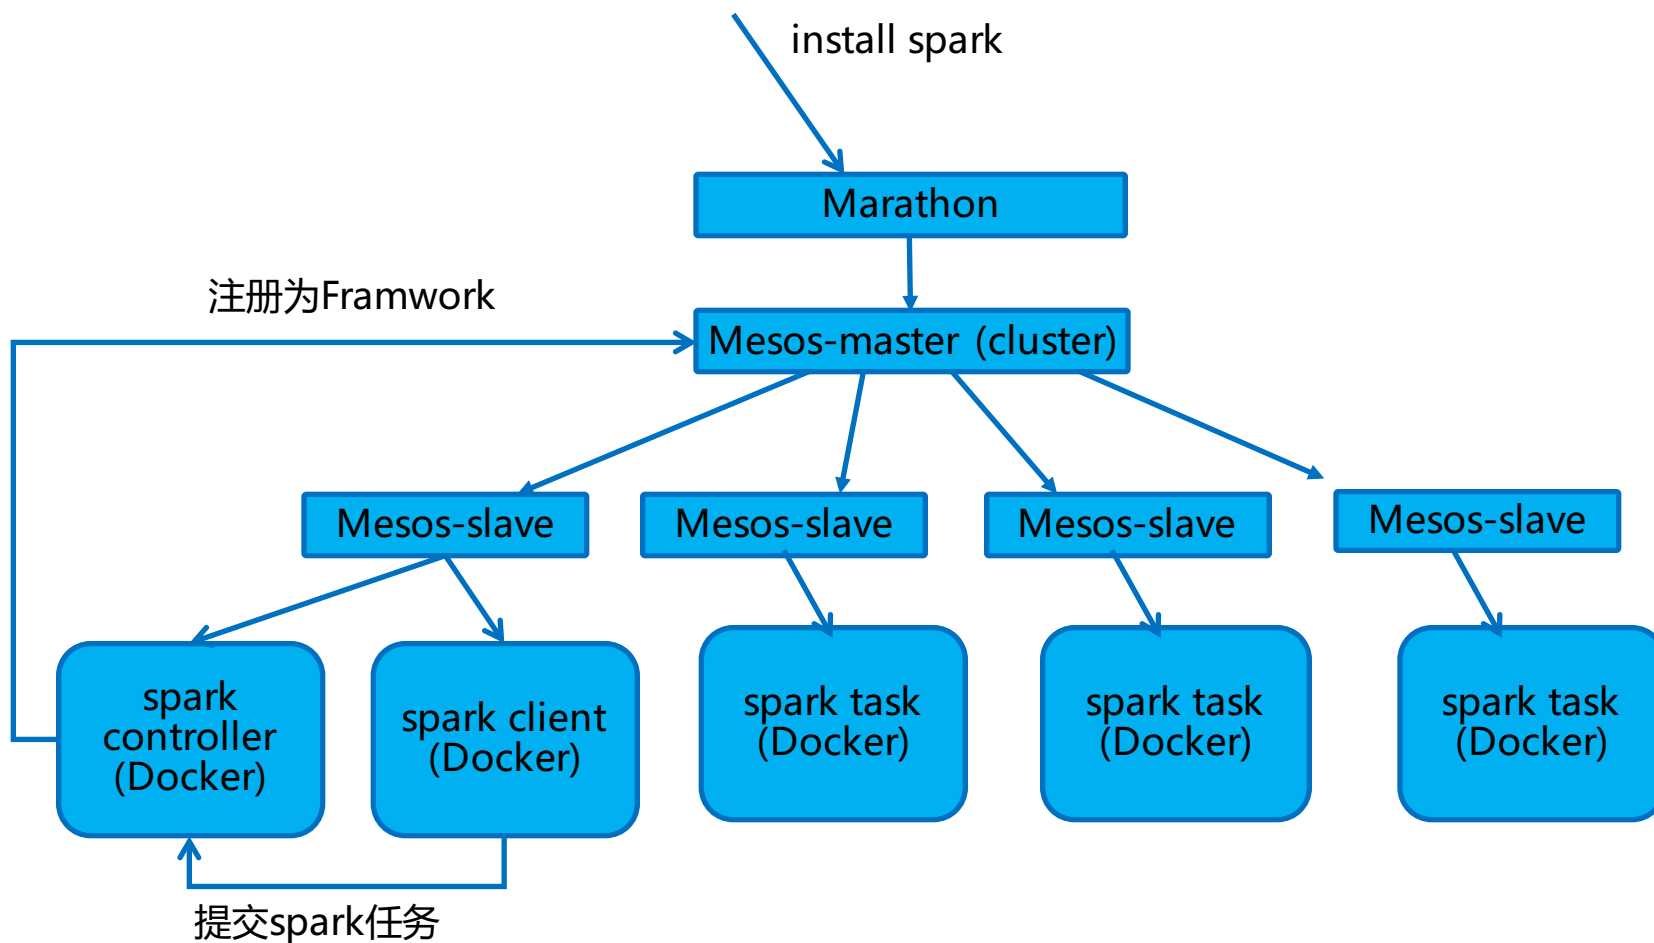 install spark
Marathon
注册为Framwork
Mesos-master (cluster)
Mesos-slave
Mesos-slave
Mesos-slave
Mesos-slave
spark
controller
(Docker)
spark client
(Docker)
spark task
(Docker)
spark task
(Docker)
spark task
(Docker)
提交spark任务